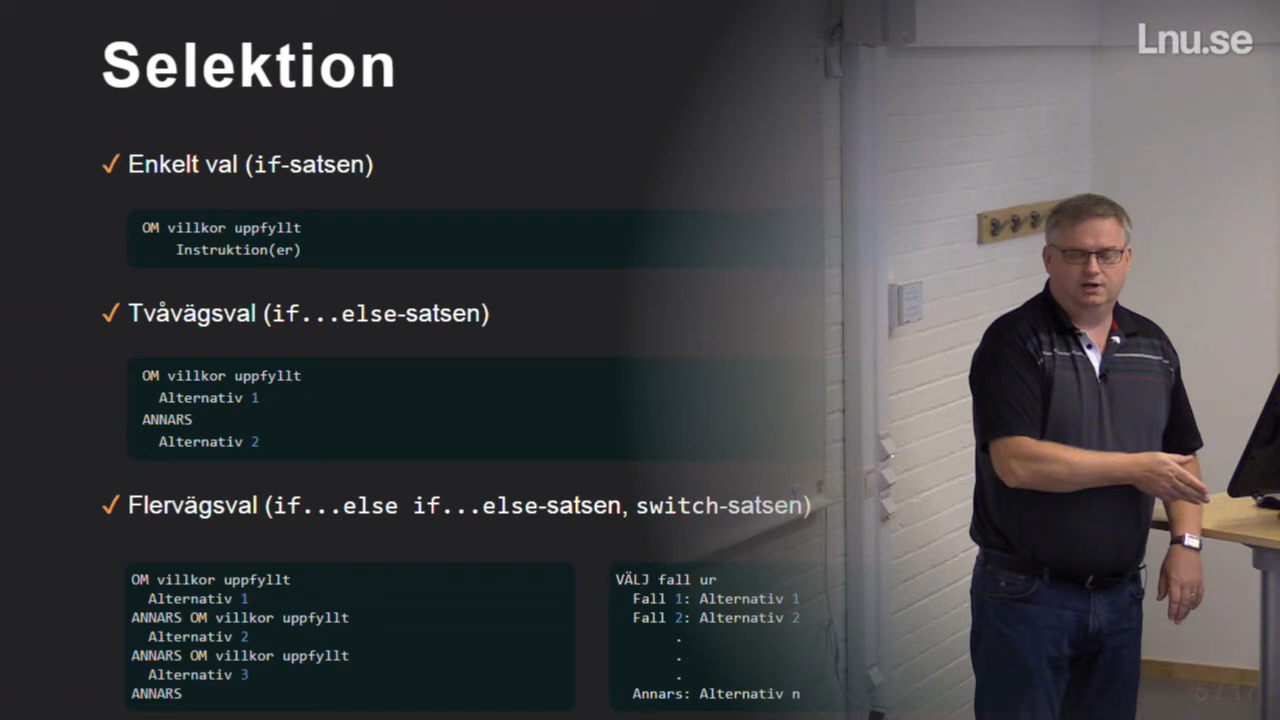 Selektion
Lnu.se
✓ Enkelt val (if-satsen)
OM villkor uppfyllt
Instruktion(er)
✓ Tvåvägsval (if...else-satsen)
OM villkor uppfyllt
Alternativ 1
ANNARS
Alternativ 2
✓ Flervägsval (if...else if...else-satsen, switch-satsen)
OM villkor uppfyllt
Alternativ 1
ANNARS OM villkor uppfyllt
Alternativ 2
ANNARS OM villkor uppfyllt
Alternativ 3
ANNARS
VÄLJ fall ur
Fall 1: Alternativ 1
Fall 2: Alternativ 2
.
.
.
Annars: Alternativ n
6/17